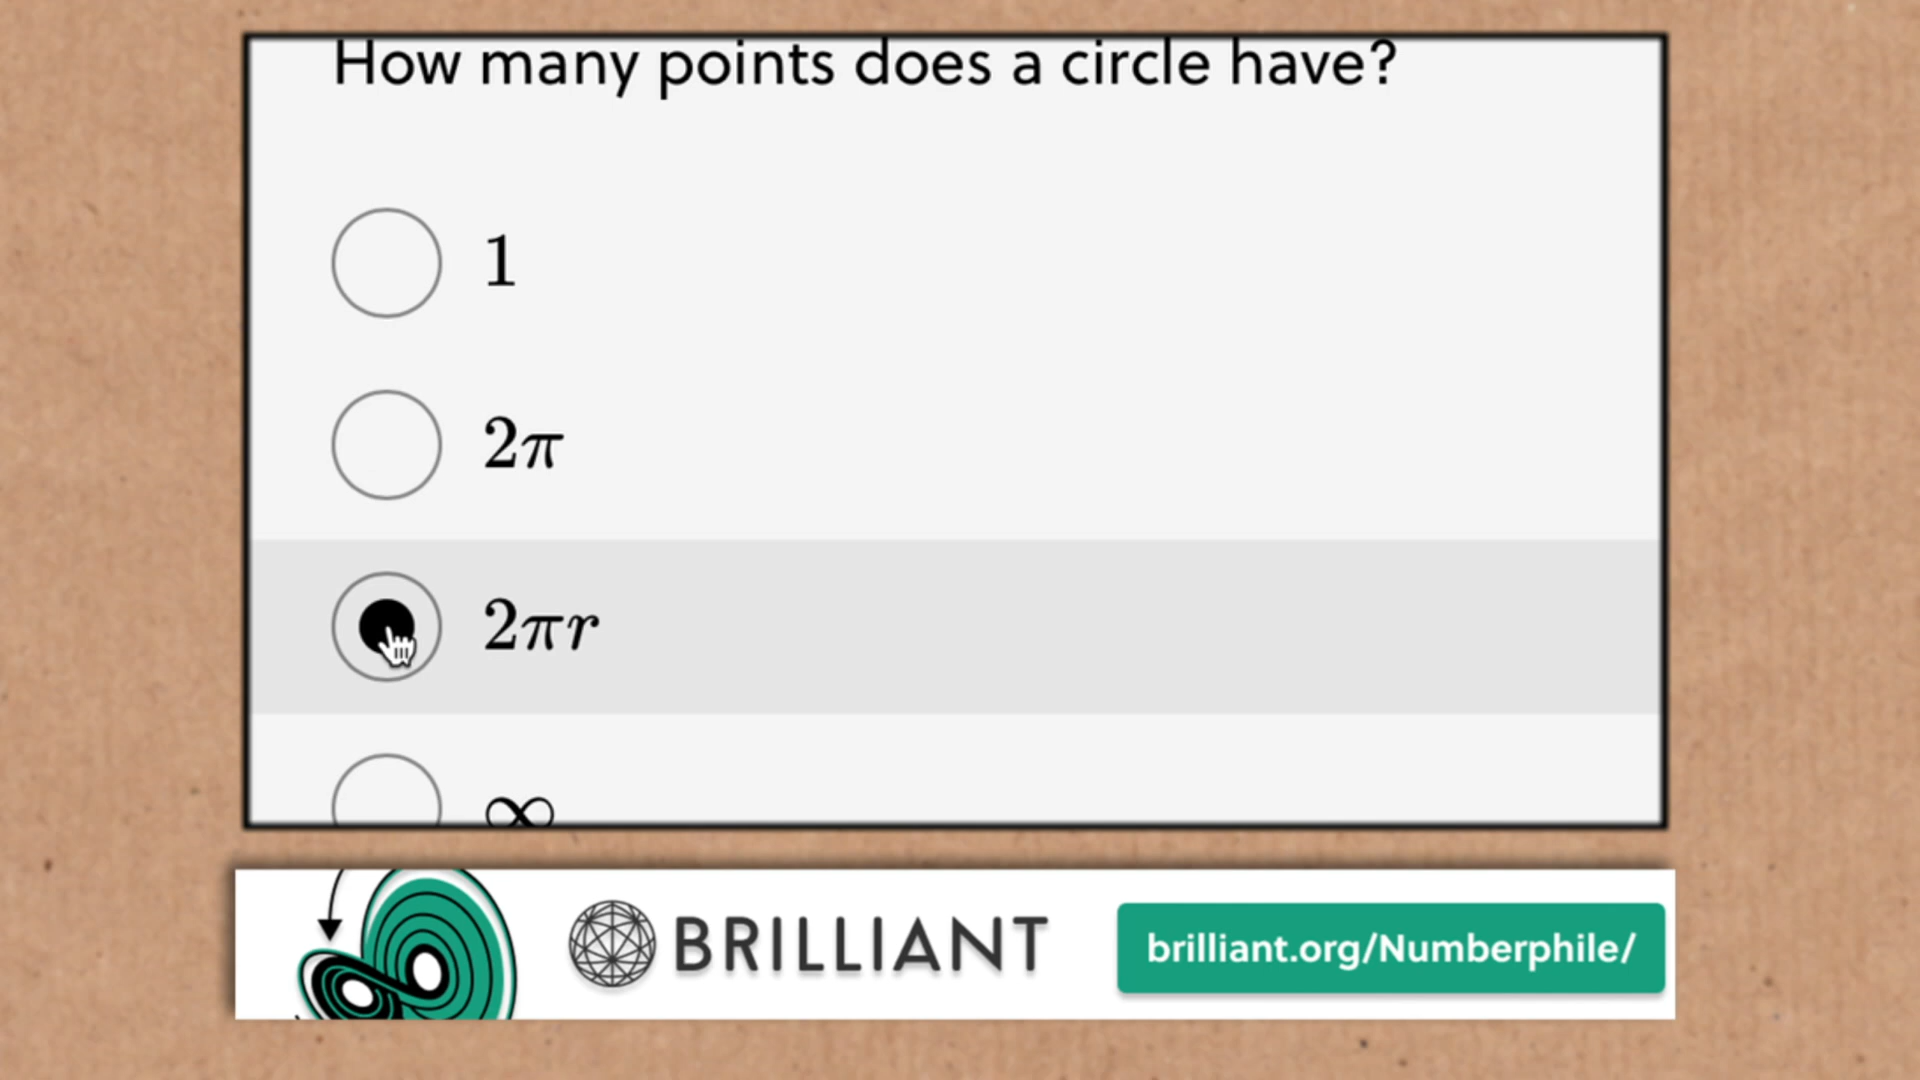 How many points does a circle have?
1
2π
2πr
∞
BRILLIANT
brilliant.org/Numberphile/